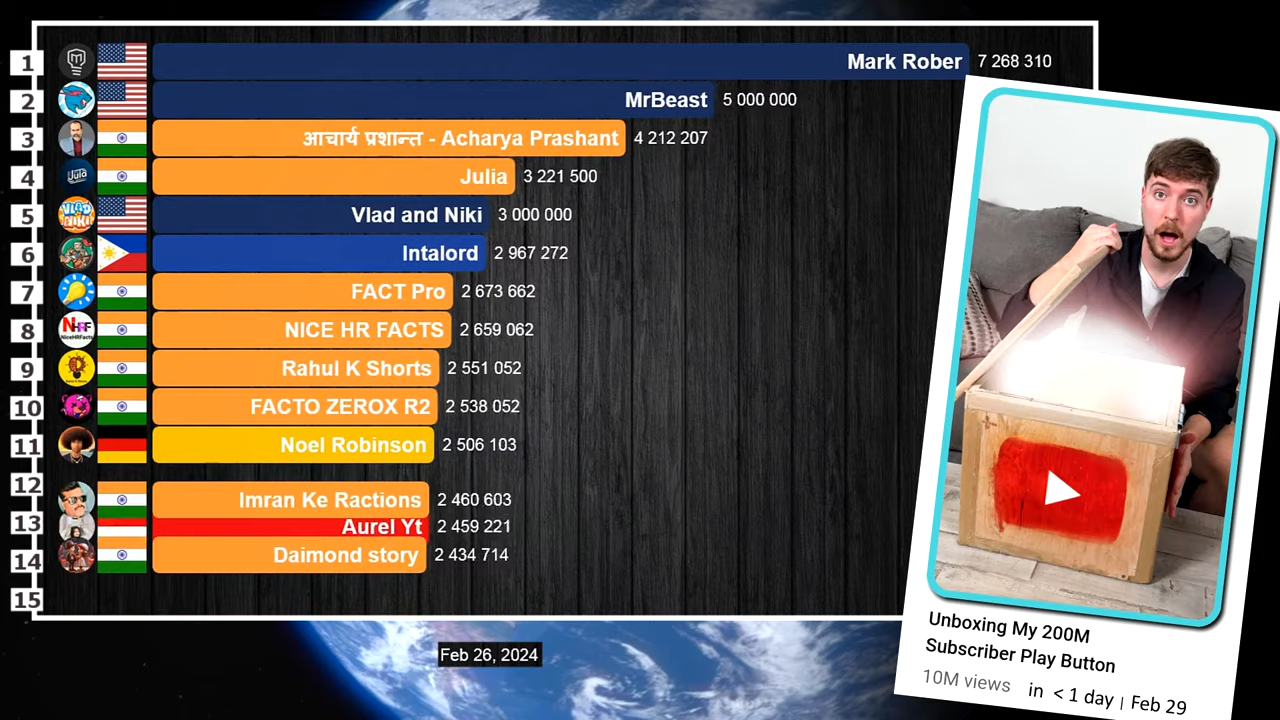 1 Mark Rober 7 268 310
2 MrBeast 5 000 000
3 आचार्य प्रशान्त - Acharya Prashant 4 212 207
4 Julia 3 221 500
5 Vlad and Niki 3 000 000
6 Intalord 2 967 272
7 FACT Pro 2 673 662
8 NICE HR FACTS 2 659 062
9 Rahul K Shorts 2 551 052
10 FACTO ZEROX R2 2 538 052
11 Noel Robinson 2 506 103
12 Imran Ke Ractions 2 460 603
13 Aurel Yt 2 459 221
14 Daimond story 2 434 714
15
Feb 26, 2024
Unboxing My 200M
Subscriber Play Button
10M views in < 1 day | Feb 29